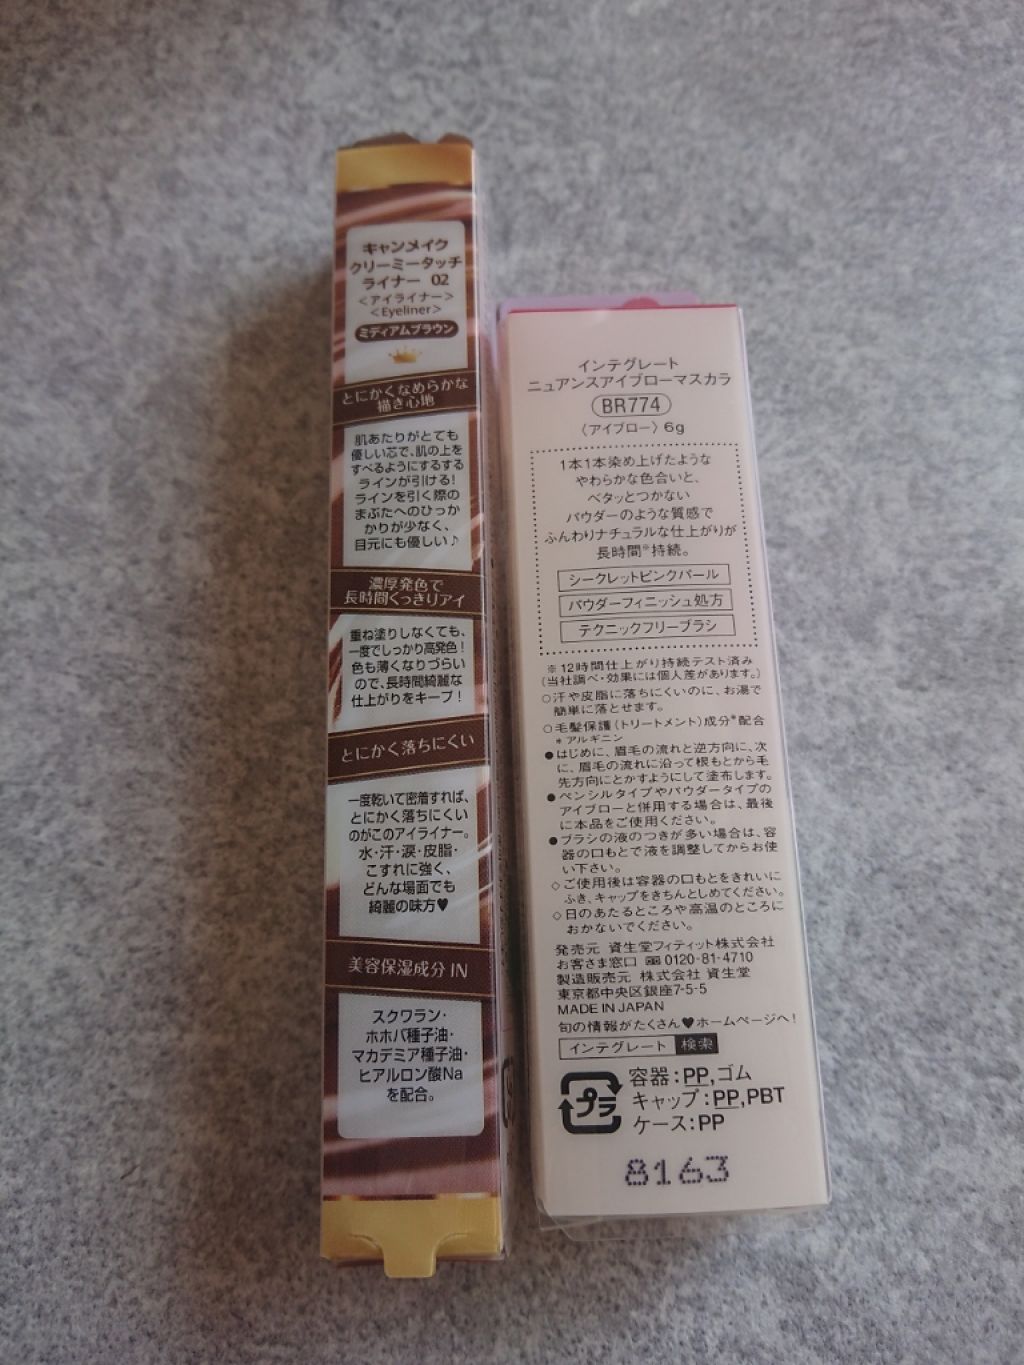 キャンメイク
クリーミータッチ
ライナー 02
<アイライナー>
<Eyeliner>
ミディアムブラウン
とにかくなめらかな
描き心地
肌あたりがとても
優しい芯で、肌の上を
すべるようにするする
ラインが引ける!
ラインを引く際の
まぶたへのひっか
かりが少なく、
目元にも優しい♪
濃厚発色で
長時間くっきりアイ
重ね塗りしなくても、
一度でしっかり高発色!
色も薄くなりづらい
ので、長時間綺麗な
仕上がりをキープ!
とにかく落ちにくい
一度乾いて密着すれば、
とにかく落ちにくい
のがこのアイライナー。
水・汗・涙・皮脂・
こすれに強く、
どんな場面でも
綺麗の味方♥
美容保湿成分 IN
スクワラン・
ホホバ種子油・
マカデミア種子油・
ヒアルロン酸Na
を配合。
インテグレート
ニュアンスアイブローマスカラ
BR774
〈アイブロー〉6g
1本1本染め上げたような
やわらかな色合いと、
ベタッとつかない
パウダーのような質感で
ふんわりナチュラルな仕上がりが
長時間※持続。
シークレットピンクパール
パウダーフィニッシュ処方
テクニックフリーブラシ
※12時間仕上がり持続テスト済み
(当社調べ・効果には個人差があります。)
○汗や皮脂に落ちにくいのに、お湯で
簡単に落とせます。
○毛髪保護(トリートメント)成分*配合
*アルギニン
●はじめに、眉毛の流れと逆方向に、次
に、眉毛の流れに沿って根もとから毛
先方向にとかすようにして塗布します。
●ペンシルタイプやパウダータイプの
アイブローと併用する場合は、最後
に本品をご使用ください。
●ブラシの液のつきが多い場合は、容
器の口もとで液を調整してからお使
い下さい。
◇ご使用後は容器の口もとをきれいに
ふき、キャップをきちんとしめてください。
◇日のあたるところや高温のところに
おかないでください。
発売元 資生堂フィティット株式会社
お客さま窓口 0120-81-4710
製造販売元 株式会社 資生堂
東京都中央区銀座7-5-5
MADE IN JAPAN
旬の情報がたくさん♥ホームページへ!
インテグレート 検索
プラ
容器:PP,ゴム
キャップ:PP,PBT
ケース:PP
8163